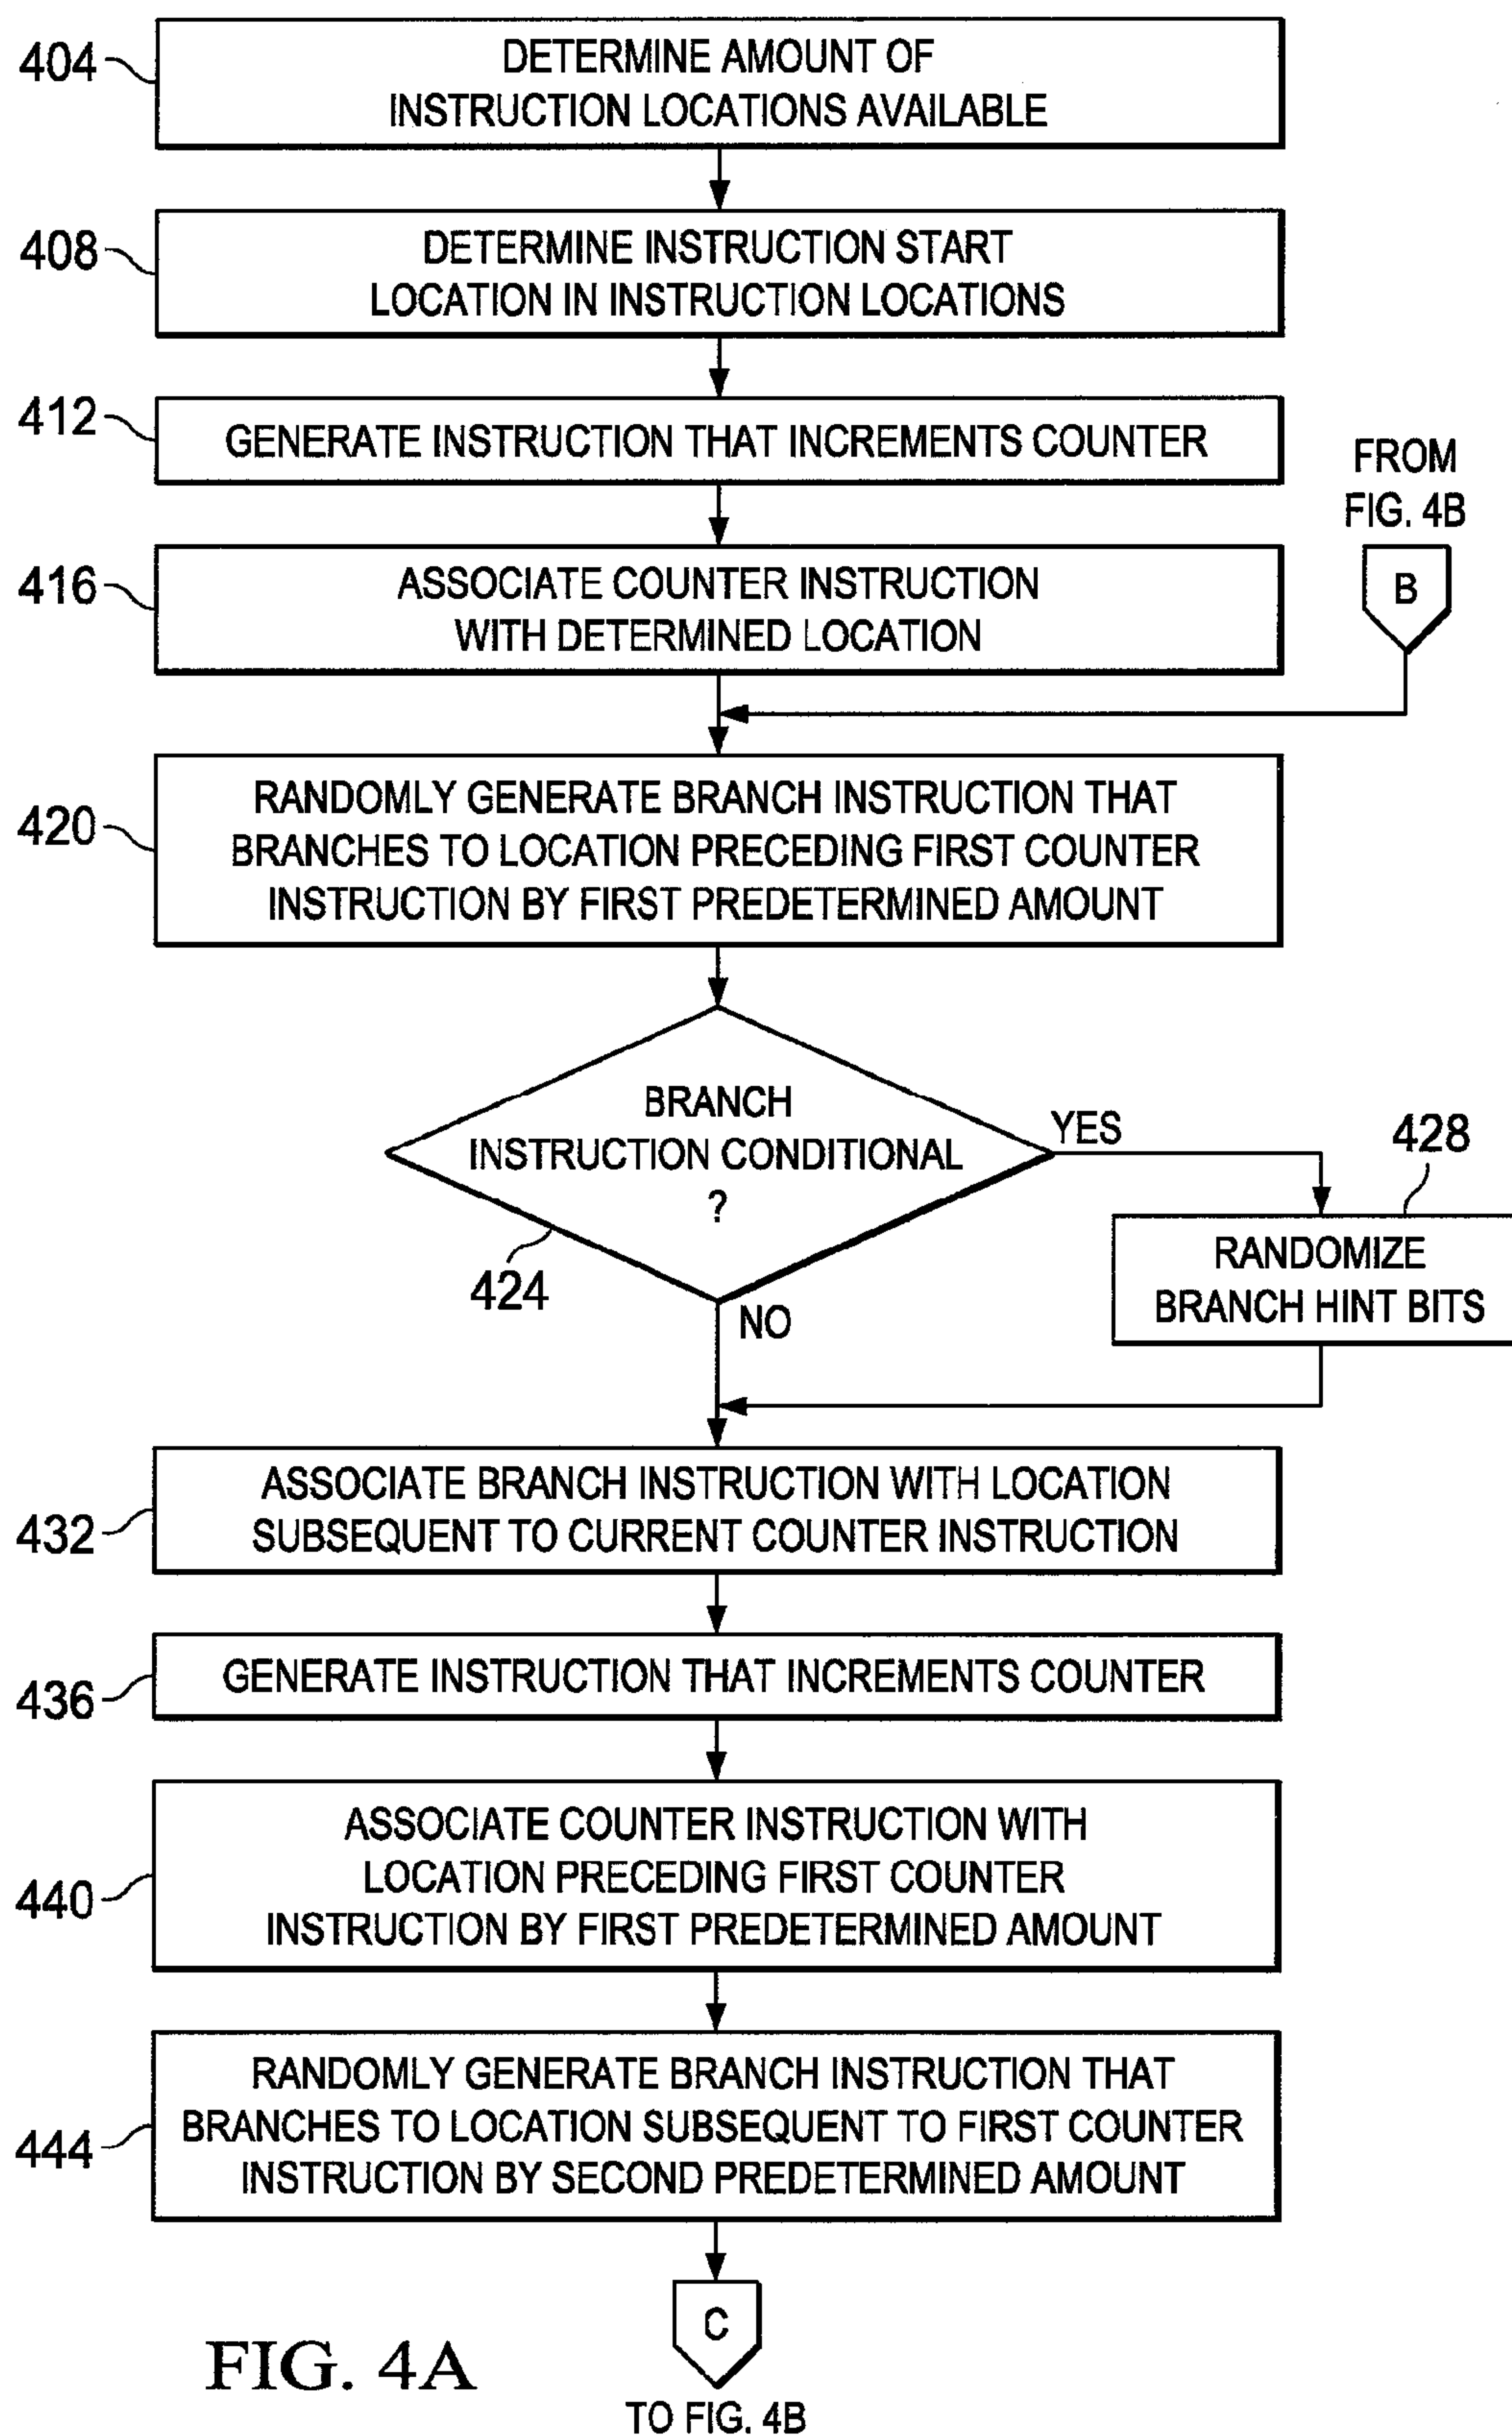 404
DETERMINE AMOUNT OF
INSTRUCTION LOCATIONS AVAILABLE
408
DETERMINE INSTRUCTION START
LOCATION IN INSTRUCTION LOCATIONS
412
GENERATE INSTRUCTION THAT INCREMENTS COUNTER
FROM
FIG. 4B
B
416
ASSOCIATE COUNTER INSTRUCTION
WITH DETERMINED LOCATION
420
RANDOMLY GENERATE BRANCH INSTRUCTION THAT
BRANCHES TO LOCATION PRECEDING FIRST COUNTER
INSTRUCTION BY FIRST PREDETERMINED AMOUNT
BRANCH
INSTRUCTION CONDITIONAL
?
424
YES
NO
428
RANDOMIZE
BRANCH HINT BITS
432
ASSOCIATE BRANCH INSTRUCTION WITH LOCATION
SUBSEQUENT TO CURRENT COUNTER INSTRUCTION
436
GENERATE INSTRUCTION THAT INCREMENTS COUNTER
440
ASSOCIATE COUNTER INSTRUCTION WITH
LOCATION PRECEDING FIRST COUNTER
INSTRUCTION BY FIRST PREDETERMINED AMOUNT
444
RANDOMLY GENERATE BRANCH INSTRUCTION THAT
BRANCHES TO LOCATION SUBSEQUENT TO FIRST COUNTER
INSTRUCTION BY SECOND PREDETERMINED AMOUNT
C
TO FIG. 4B
FIG. 4A